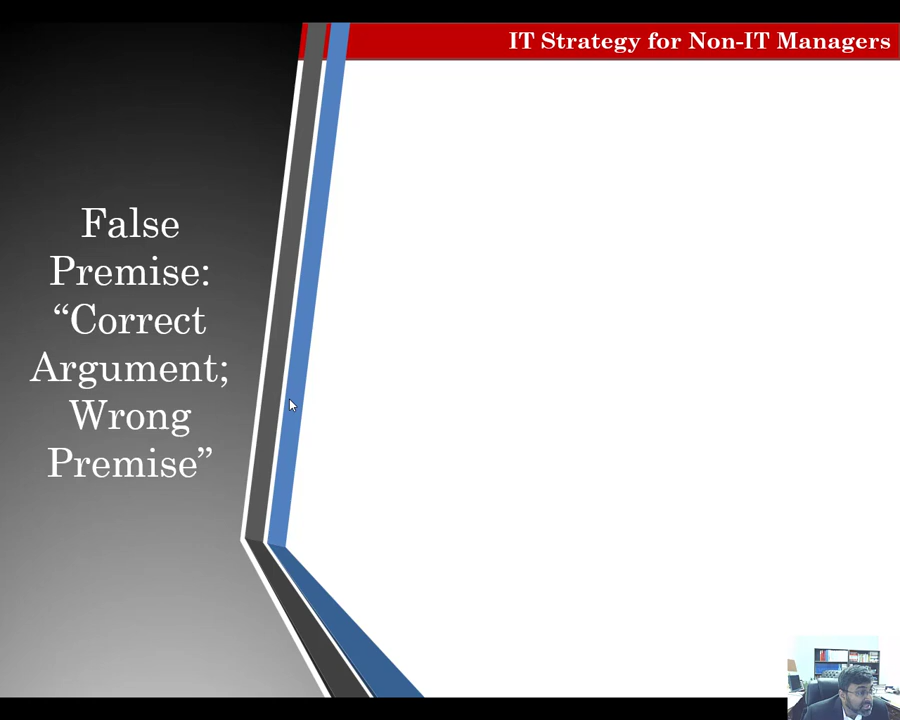 IT Strategy for Non-IT Managers
False
Premise:
“Correct
Argument;
Wrong
Premise”